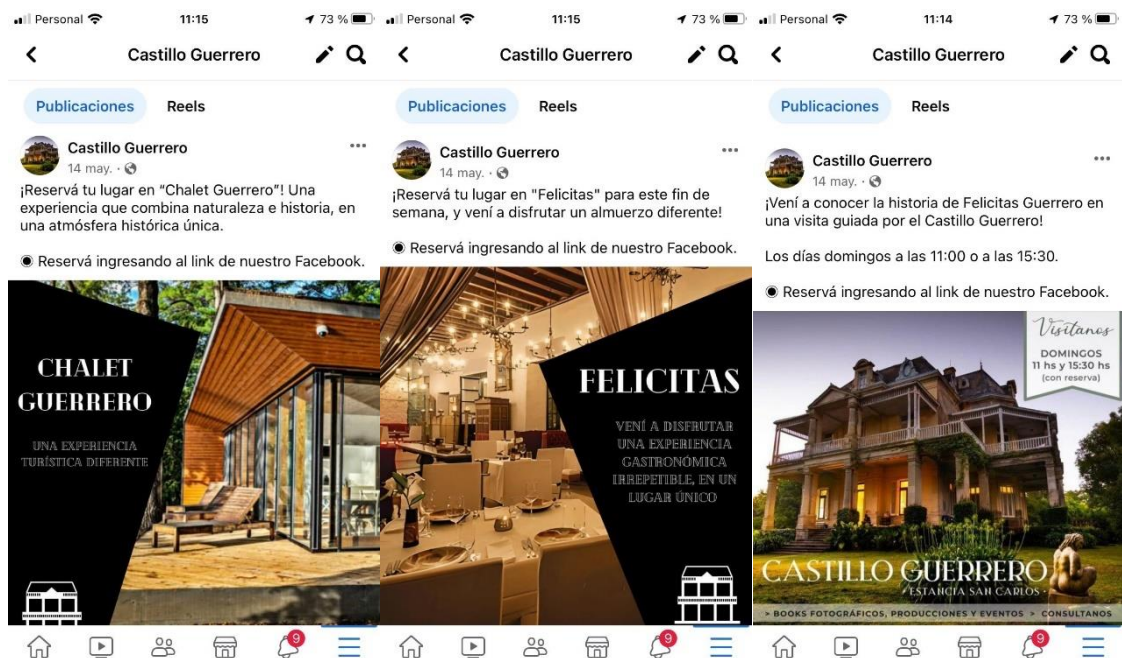 Personal
11:15
73 %
Castillo Guerrero
Publicaciones
Reels
Castillo Guerrero
14 may. ·
¡Reservá tu lugar en “Chalet Guerrero”! Una
experiencia que combina naturaleza e historia, en
una atmósfera histórica única.
◉ Reservá ingresando al link de nuestro Facebook.
CHALET
GUERRERO
UNA EXPERIENCIA
TURÍSTICA DIFERENTE
9
Personal
11:15
73 %
Castillo Guerrero
Publicaciones
Reels
Castillo Guerrero
14 may. ·
¡Reservá tu lugar en "Felicitas" para este fin de
semana, y vení a disfrutar un almuerzo diferente!
◉ Reservá ingresando al link de nuestro Facebook.
FELICITAS
VENÍ A DISFRUTAR
UNA EXPERIENCIA
GASTRONÓMICA
IRREPETIBLE, EN UN
LUGAR ÚNICO
9
Personal
11:14
73 %
Castillo Guerrero
Publicaciones
Reels
Castillo Guerrero
14 may. ·
¡Vení a conocer la historia de Felicitas Guerrero en
una visita guiada por el Castillo Guerrero!
Los días domingos a las 11:00 o a las 15:30.
◉ Reservá ingresando al link de nuestro Facebook.
Visitanos
DOMINGOS
11 hs y 15:30 hs
(con reserva)
CASTILLO GUERRERO
• ESTANCIA SAN CARLOS •
> BOOKS FOTOGRÁFICOS, PRODUCCIONES Y EVENTOS > CONSULTANOS
9